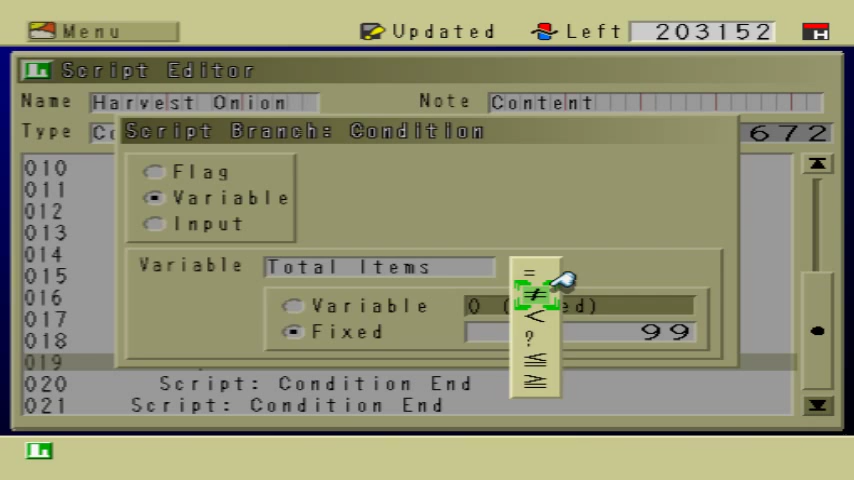 Menu Updated Left 203152
Script Editor
Name Harvest Onion Note Content
Type 672
Script Branch: Condition
Flag
Variable
Input
Variable Total Items
Variable 0
Fixed 99
=
≠
<
?
≦
≧
010
011
012
013
014
015
016
017
018
019
020 Script: Condition End
021 Script: Condition End